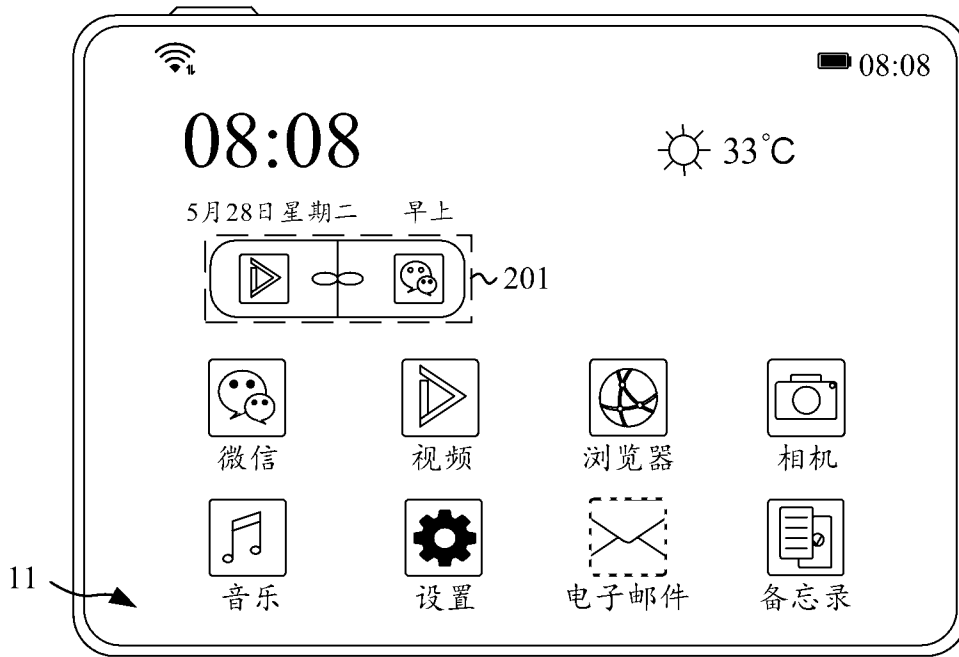 08:08
08:08
33℃
5月28日星期二 早上
201
微信 视频 浏览器 相机
音乐 设置 电子邮件 备忘录
11